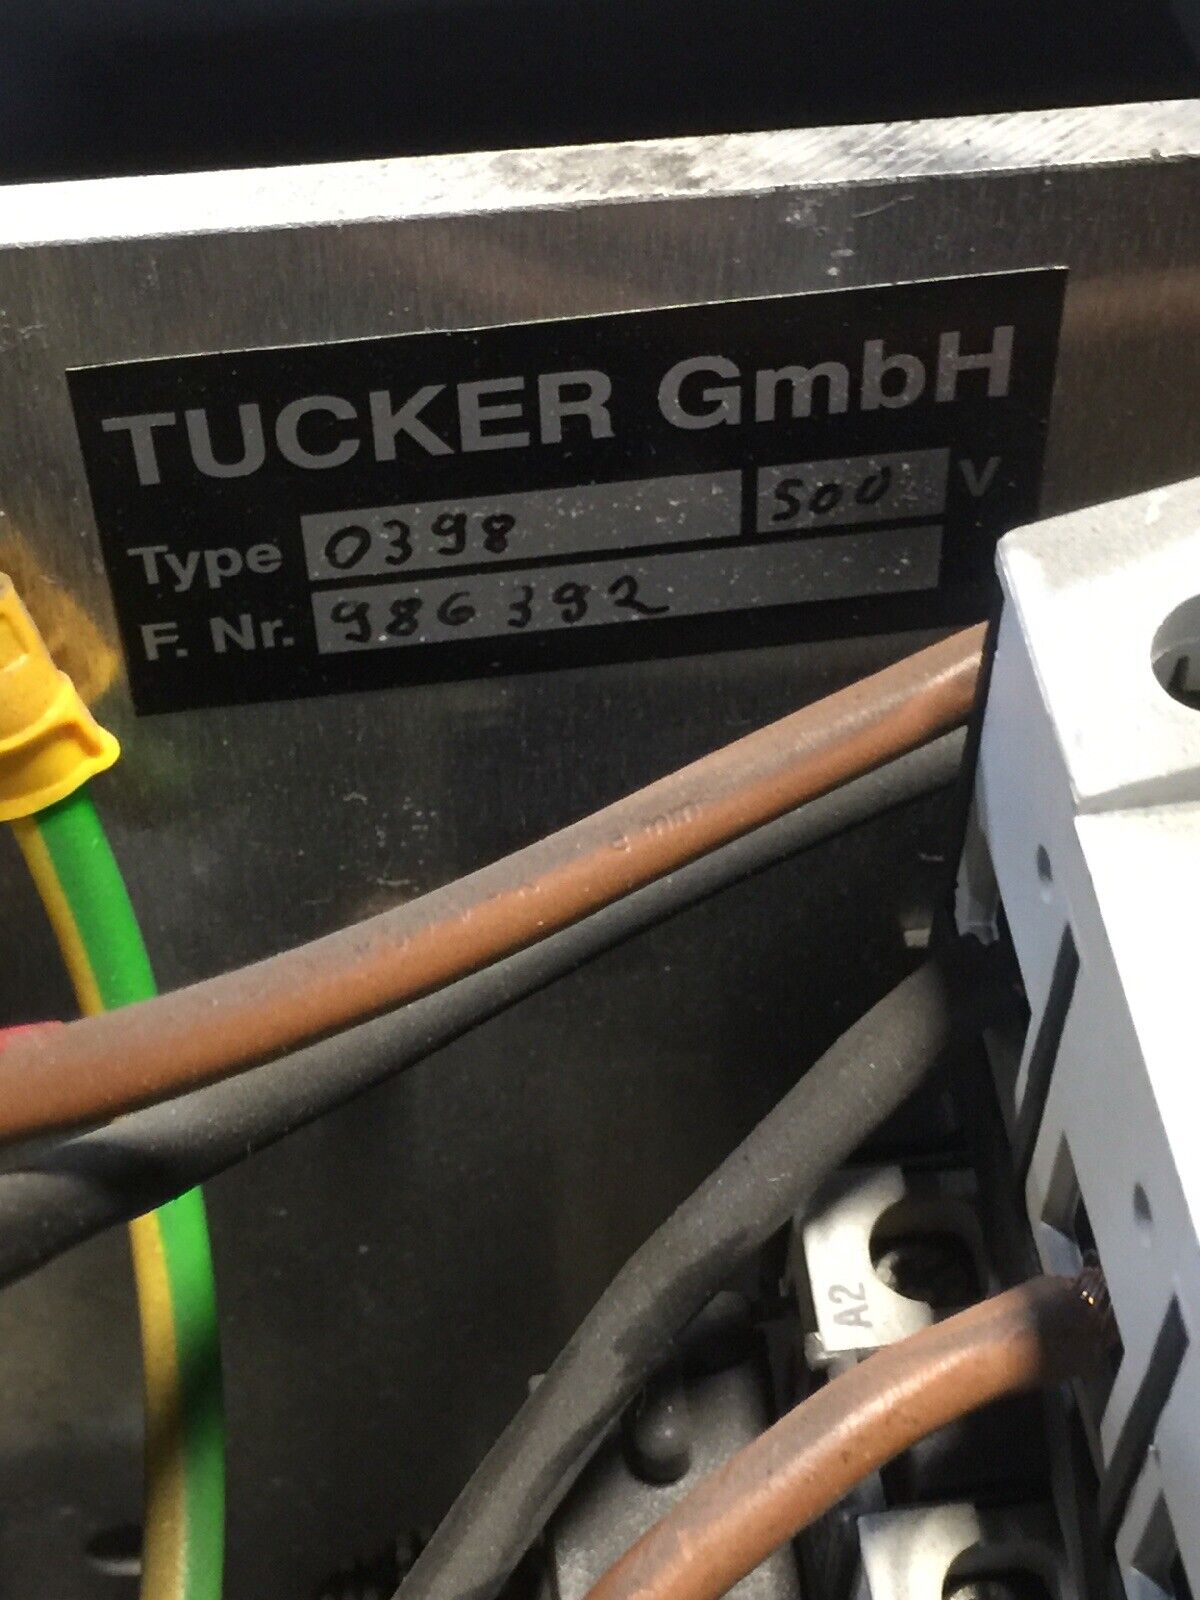 TUCKER GmbH
Type 0398 500 V
F. Nr. 986392
A2